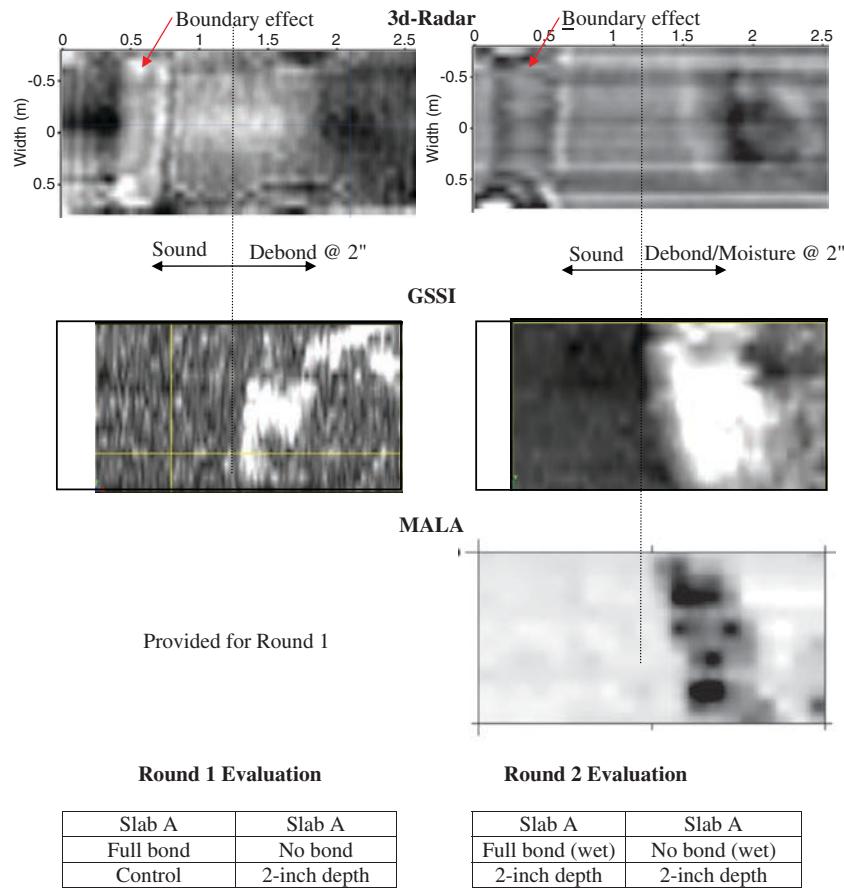 Boundary effect
3d-Radar
Boundary effect
0 0.5 1 1.5 2 2.5
0 0.5 1 1.5 2 2.5
Width (m)
-0.5
0
0.5
Width (m)
-0.5
0
0.5
Sound Debond @ 2"
Sound Debond/Moisture @ 2"
GSSI
MALA
Provided for Round 1
Round 1 Evaluation
Round 2 Evaluation
Slab A Slab A
Full bond No bond
Control 2-inch depth
Slab A Slab A
Full bond (wet) No bond (wet)
2-inch depth 2-inch depth